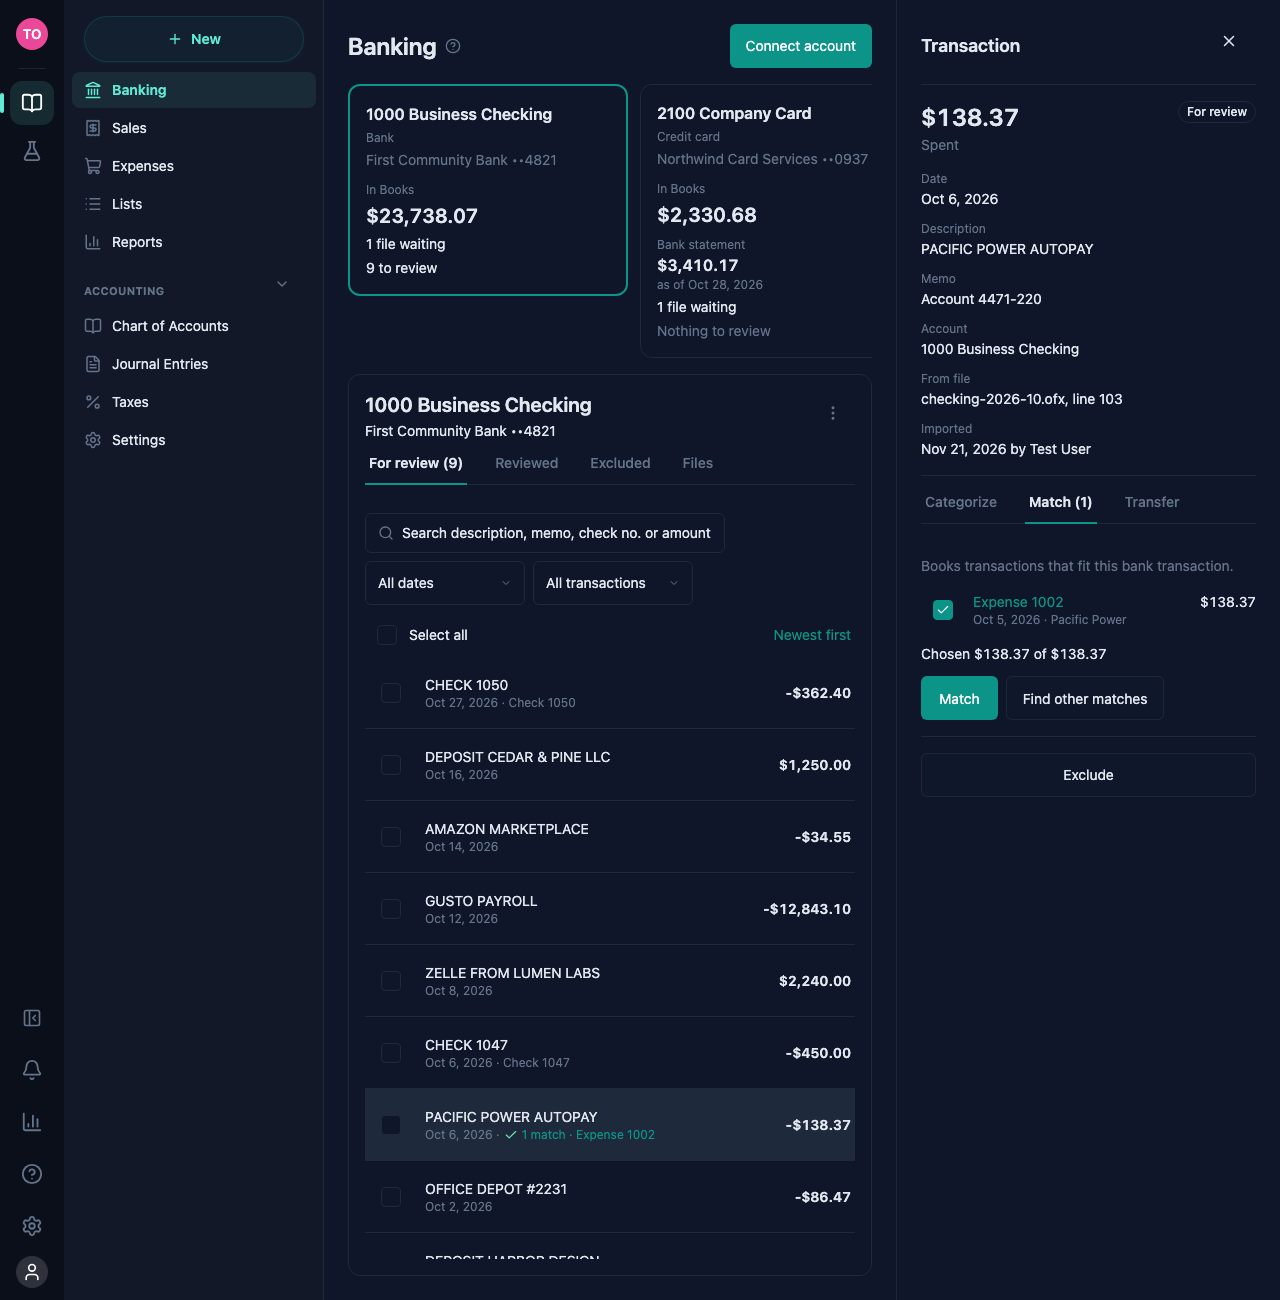 TO
New
Banking
Sales
Expenses
Lists
Reports
ACCOUNTING
Chart of Accounts
Journal Entries
Taxes
Settings
Banking
Connect account
1000 Business Checking
Bank
First Community Bank ••4821
In Books
$23,738.07
1 file waiting
9 to review
2100 Company Card
Credit card
Northwind Card Services ••0937
In Books
$2,330.68
Bank statement
$3,410.17
as of Oct 28, 2026
1 file waiting
Nothing to review
1000 Business Checking
First Community Bank ••4821
For review (9) Reviewed Excluded Files
Search description, memo, check no. or amount
All dates All transactions
Select all Newest first
CHECK 1050 -$362.40
Oct 27, 2026 · Check 1050
DEPOSIT CEDAR & PINE LLC $1,250.00
Oct 16, 2026
AMAZON MARKETPLACE -$34.55
Oct 14, 2026
GUSTO PAYROLL -$12,843.10
Oct 12, 2026
ZELLE FROM LUMEN LABS $2,240.00
Oct 8, 2026
CHECK 1047 -$450.00
Oct 6, 2026 · Check 1047
PACIFIC POWER AUTOPAY -$138.37
Oct 6, 2026 · 1 match · Expense 1002
OFFICE DEPOT #2231 -$86.47
Oct 2, 2026
DEPOSIT HARBOR DESIGN
Transaction
$138.37 For review
Spent
Date
Oct 6, 2026
Description
PACIFIC POWER AUTOPAY
Memo
Account 4471-220
Account
1000 Business Checking
From file
checking-2026-10.ofx, line 103
Imported
Nov 21, 2026 by Test User
Categorize Match (1) Transfer
Books transactions that fit this bank transaction.
Expense 1002 $138.37
Oct 5, 2026 · Pacific Power
Chosen $138.37 of $138.37
Match Find other matches
Exclude